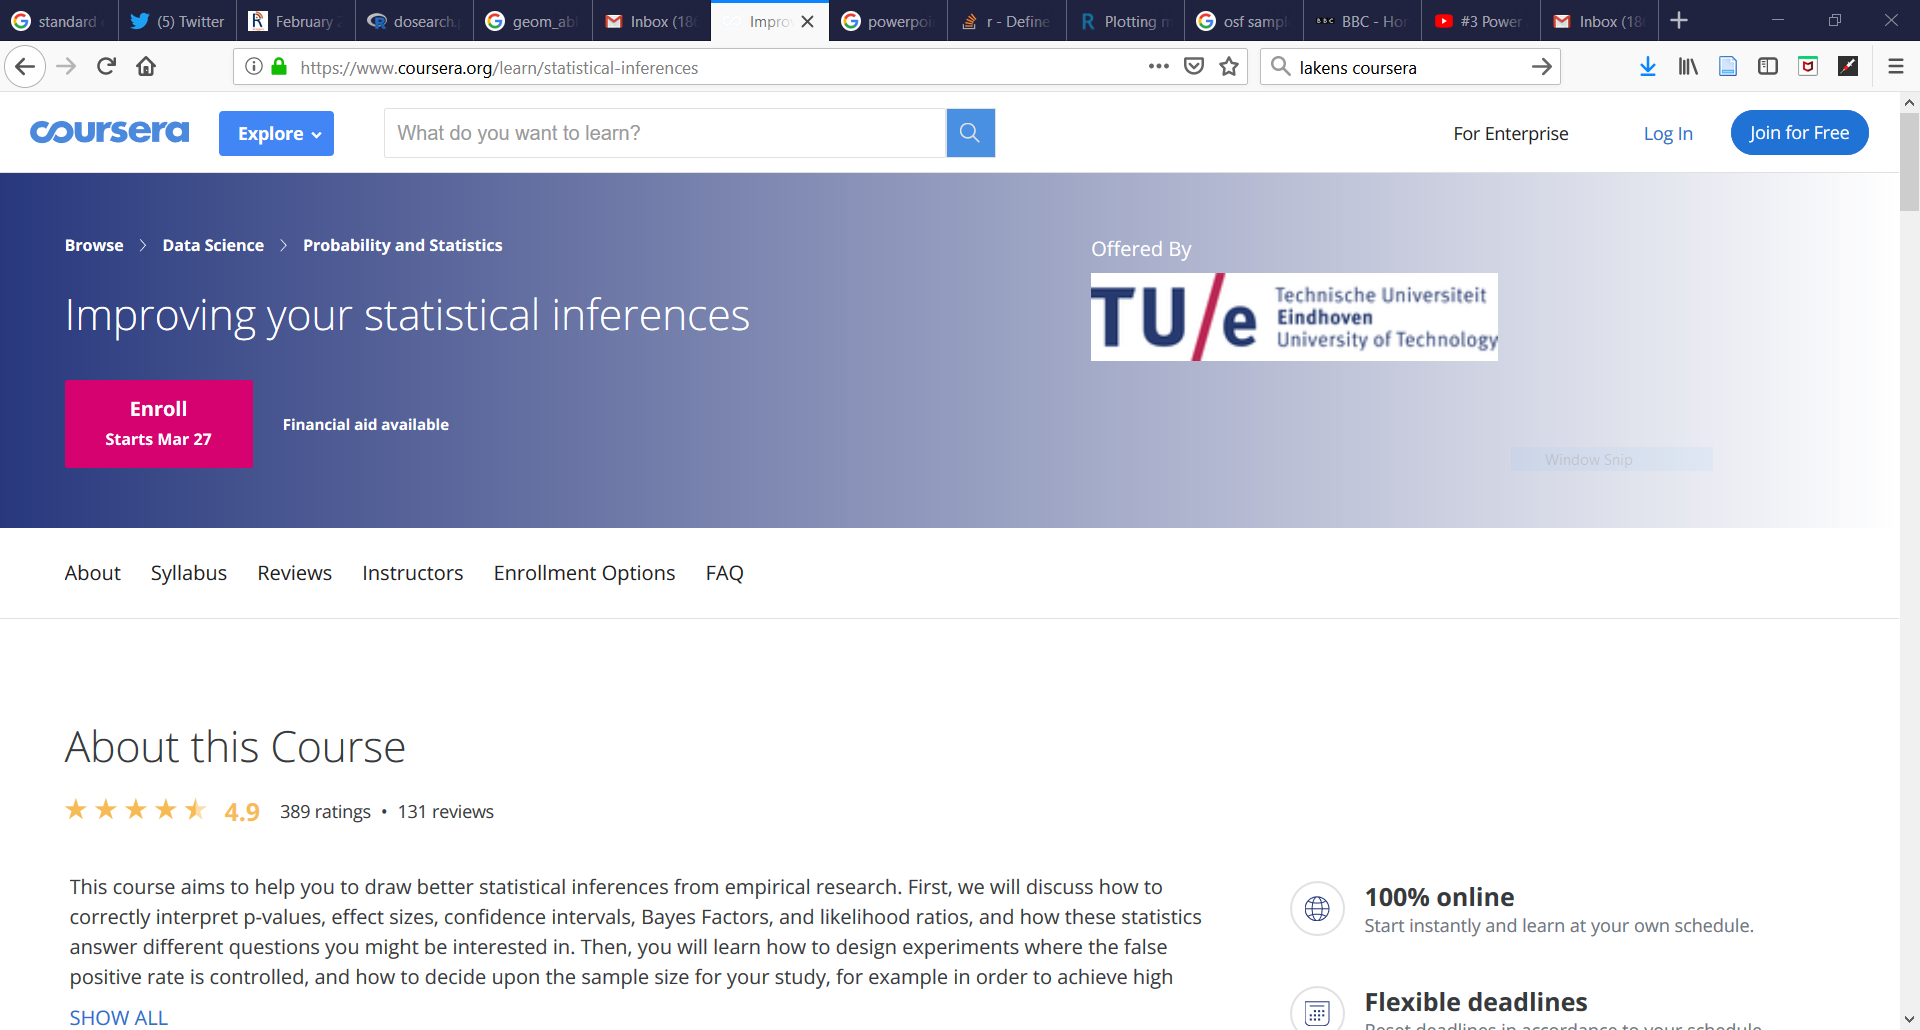 standard
(5) Twitter
February
dosearch.
geom_ab
Inbox (18
Impro
powerpoi
r - Define
Plotting m
osf samp
BBC - Ho
#3 Power
Inbox (18
https://www.coursera.org/learn/statistical-inferences
lakens coursera
coursera
Explore
What do you want to learn?
For Enterprise
Log In
Join for Free
Browse > Data Science > Probability and Statistics
Improving your statistical inferences
Enroll
Starts Mar 27
Financial aid available
Offered By
TU/e
Technische Universiteit
Eindhoven
University of Technology
Window Snip
About Syllabus Reviews Instructors Enrollment Options FAQ
About this Course
4.9 389 ratings • 131 reviews
This course aims to help you to draw better statistical inferences from empirical research. First, we will discuss how to
correctly interpret p-values, effect sizes, confidence intervals, Bayes Factors, and likelihood ratios, and how these statistics
answer different questions you might be interested in. Then, you will learn how to design experiments where the false
positive rate is controlled, and how to decide upon the sample size for your study, for example in order to achieve high
SHOW ALL
100% online
Start instantly and learn at your own schedule.
Flexible deadlines
Reset deadlines in accordance to your schedule.